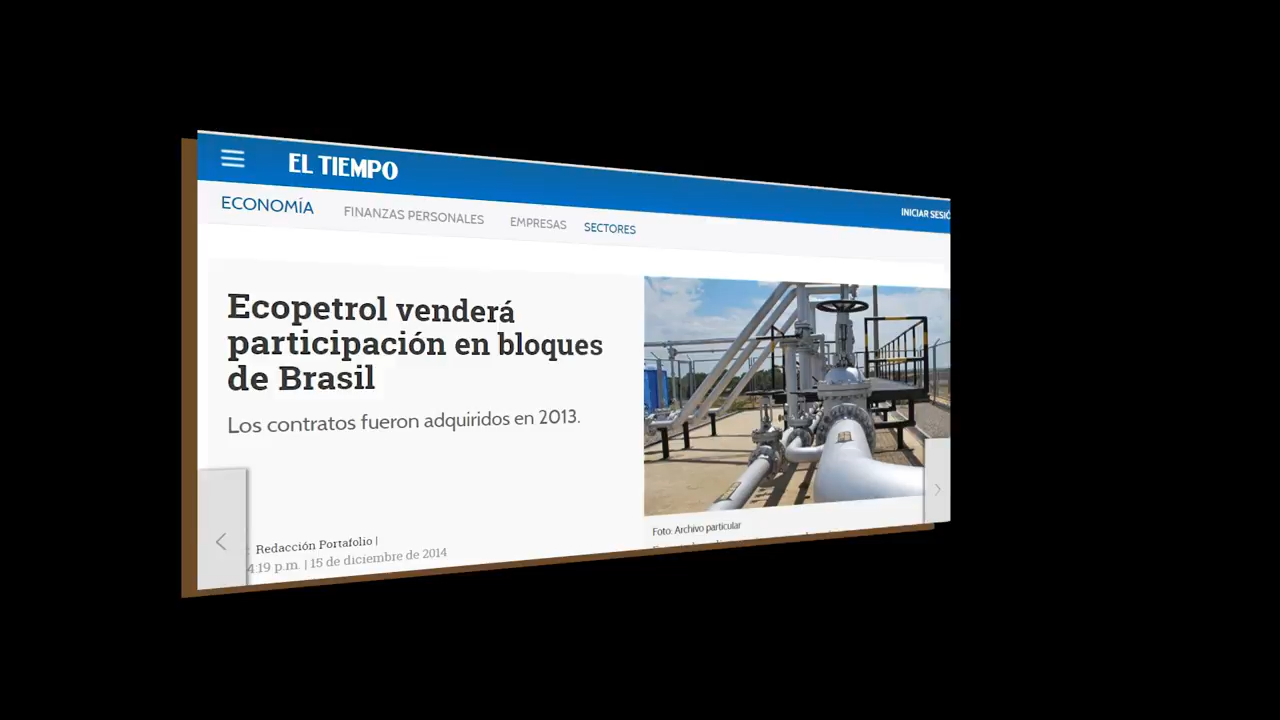 EL TIEMPO
INICIAR SESIÓ
ECONOMÍA FINANZAS PERSONALES EMPRESAS SECTORES
Ecopetrol venderá
participación en bloques
de Brasil
Los contratos fueron adquiridos en 2013.
: Redacción Portafolio |
4:19 p.m. | 15 de diciembre de 2014
Foto: Archivo particular